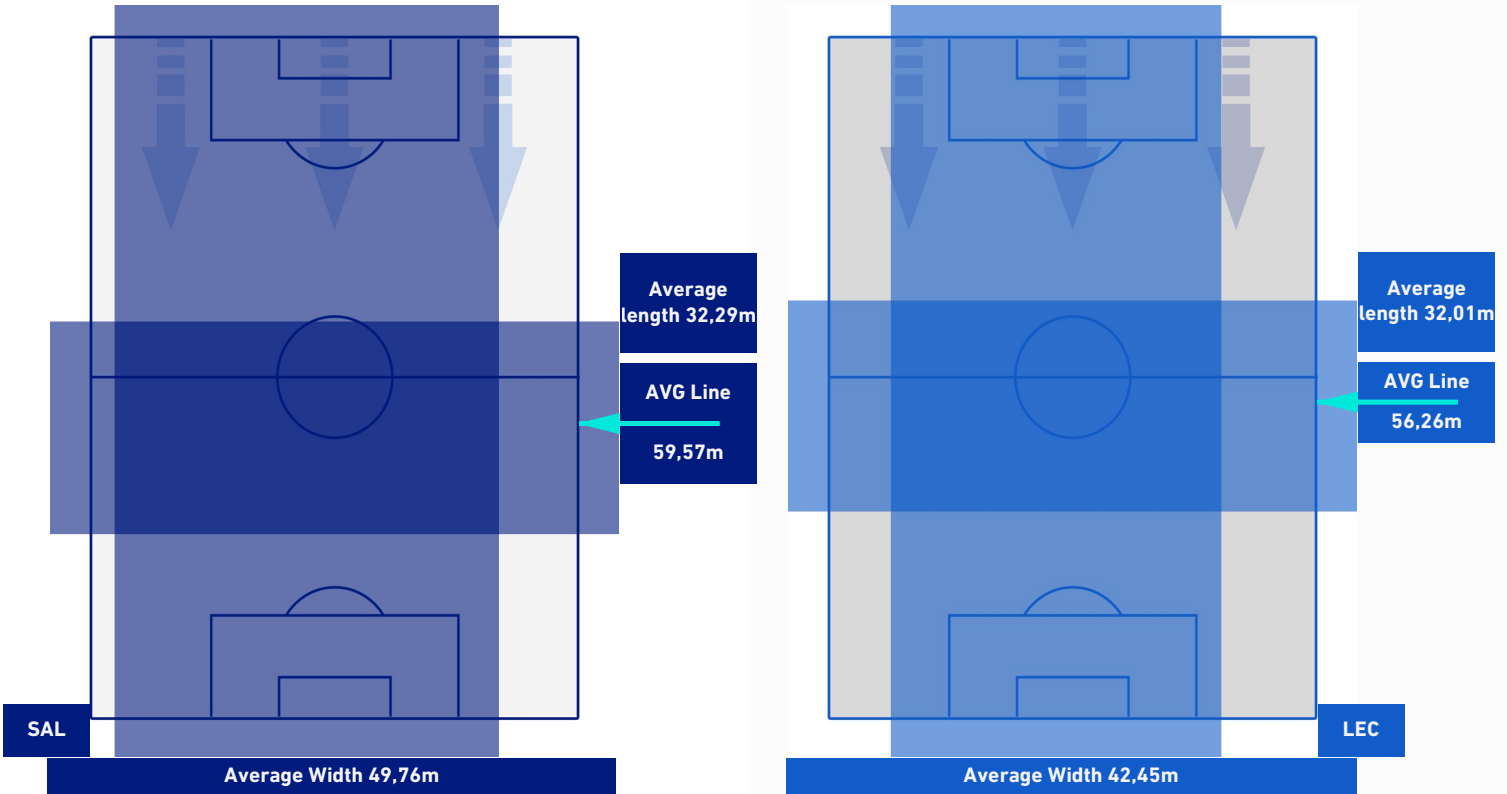 Average
length 32,29m
AVG Line
59,57m
SAL
Average Width 49,76m
Average
length 32,01m
AVG Line
56,26m
LEC
Average Width 42,45m